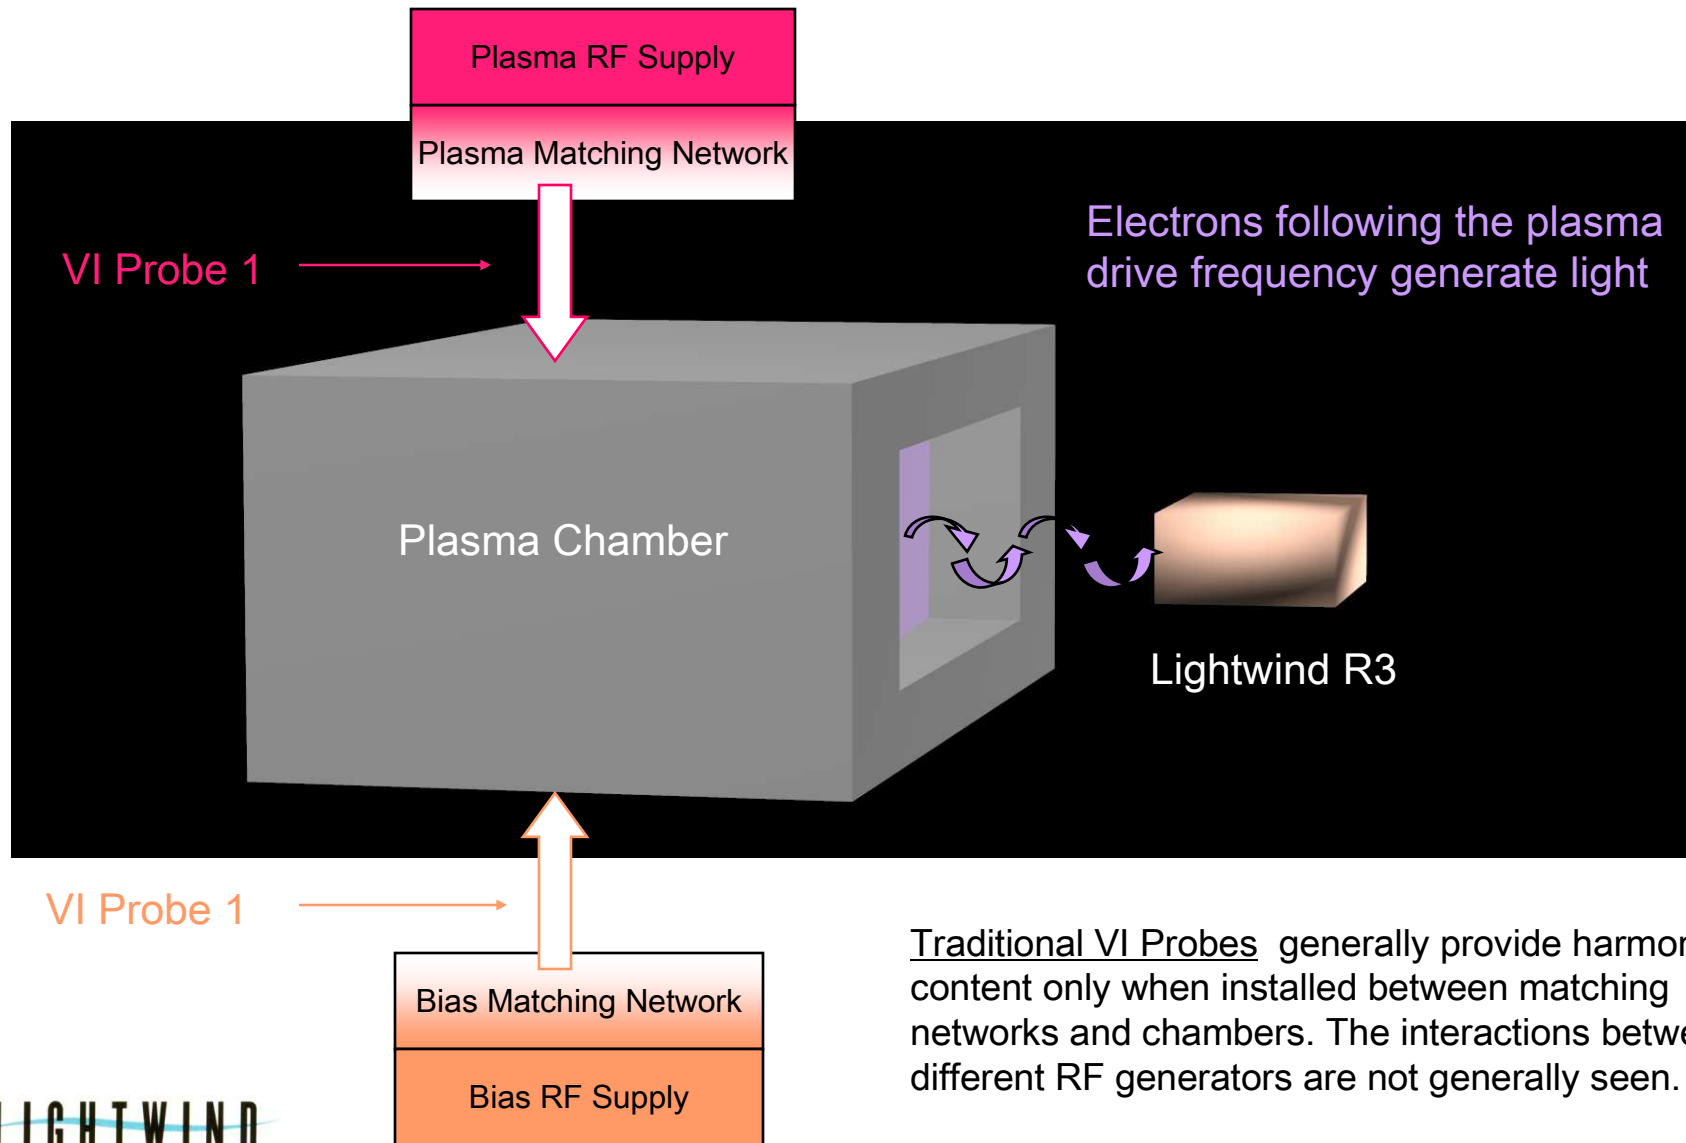 Plasma RF Supply
Plasma Matching Network
VI Probe 1
Electrons following the plasma
drive frequency generate light
Plasma Chamber
Lightwind R3
VI Probe 1
Bias Matching Network
Bias RF Supply
Traditional VI Probes generally provide
content only when installed between matching
networks and chambers. The interactions
different RF generators are not generally seen.
LIGHTWIND